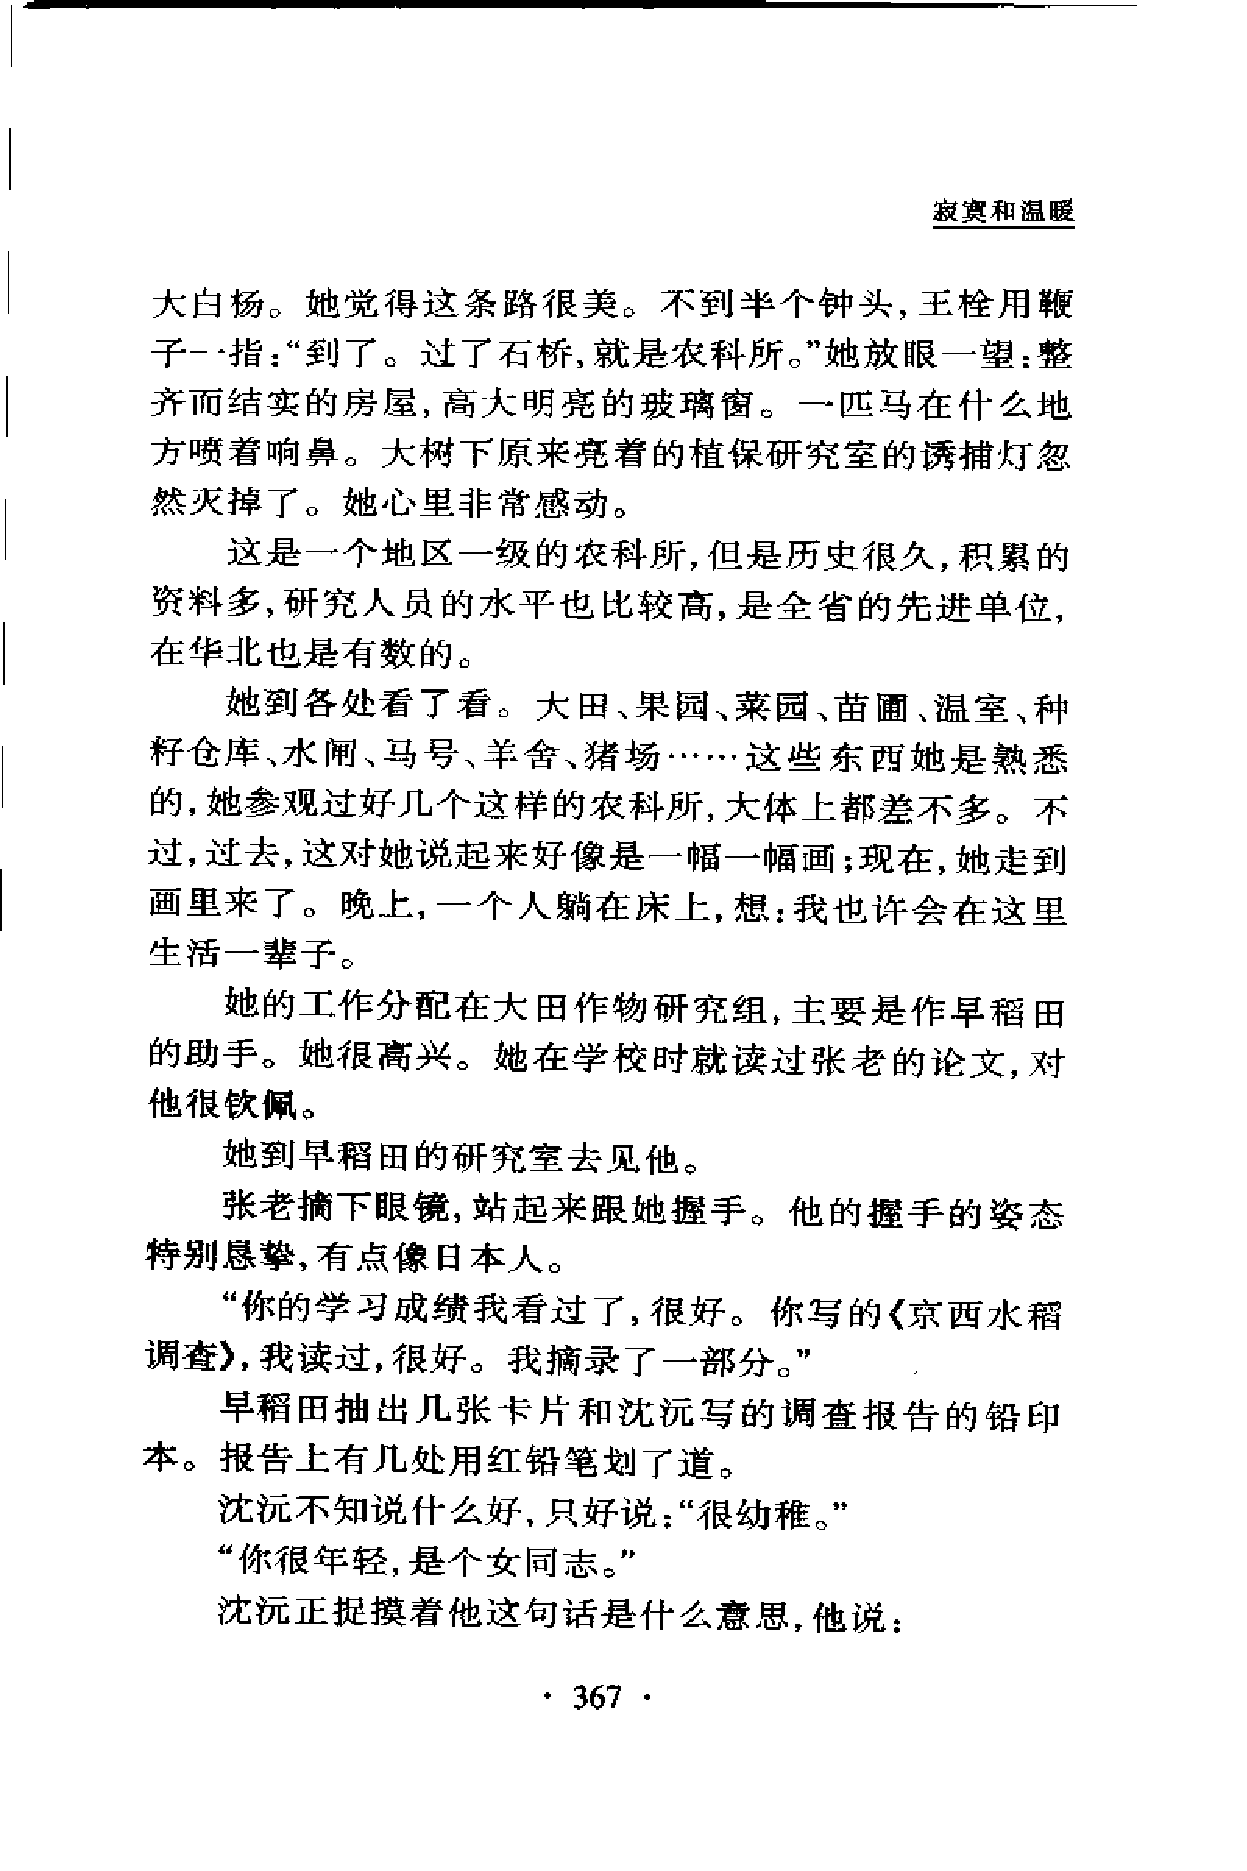 寂寞和温暖
大白杨。她觉得这条路很美。不到半个钟头,王栓用鞭
子一指:“到了。过了石桥,就是农科所。”她放眼一望:整
齐而结实的房屋,高大明亮的玻璃窗。一匹马在什么地
方喷着响鼻。大树下原来亮着的植保研究室的诱捕灯忽
然灭掉了。她心里非常感动。
这是一个地区一级的农科所,但是历史很久,积累的
资料多,研究人员的水平也比较高,是全省的先进单位,
在华北也是有数的。
她到各处看了看。大田、果园、菜园、苗圃、温室、种
籽仓库、水闸、马号、羊舍、猪场……这些东西她是熟悉
的,她参观过好几个这样的农科所,大体上都差不多。不
过,过去,这对她说起来好像是一幅一幅画;现在,她走到
画里来了。晚上,一个人躺在床上,想:我也许会在这里
生活一辈子。
她的工作分配在大田作物研究组,主要是作早稻田
的助手。她很高兴。她在学校时就读过张老的论文,对
他很钦佩。
她到早稻田的研究室去见他。
张老摘下眼镜,站起来跟她握手。他的握手的姿态
特别恳挚,有点像日本人。
“你的学习成绩我看过了,很好。你写的《京西水稻
调查》,我读过,很好。我摘录了一部分。”
早稻田抽出几张卡片和沈沅写的调查报告的铅印
本。报告上有几处用红铅笔划了道。
沈沅不知说什么好,只好说:“很幼稚。”
“你很年轻,是个女同志。”
沈沅正捉摸着他这句话是什么意思,他说:
· 367 ·